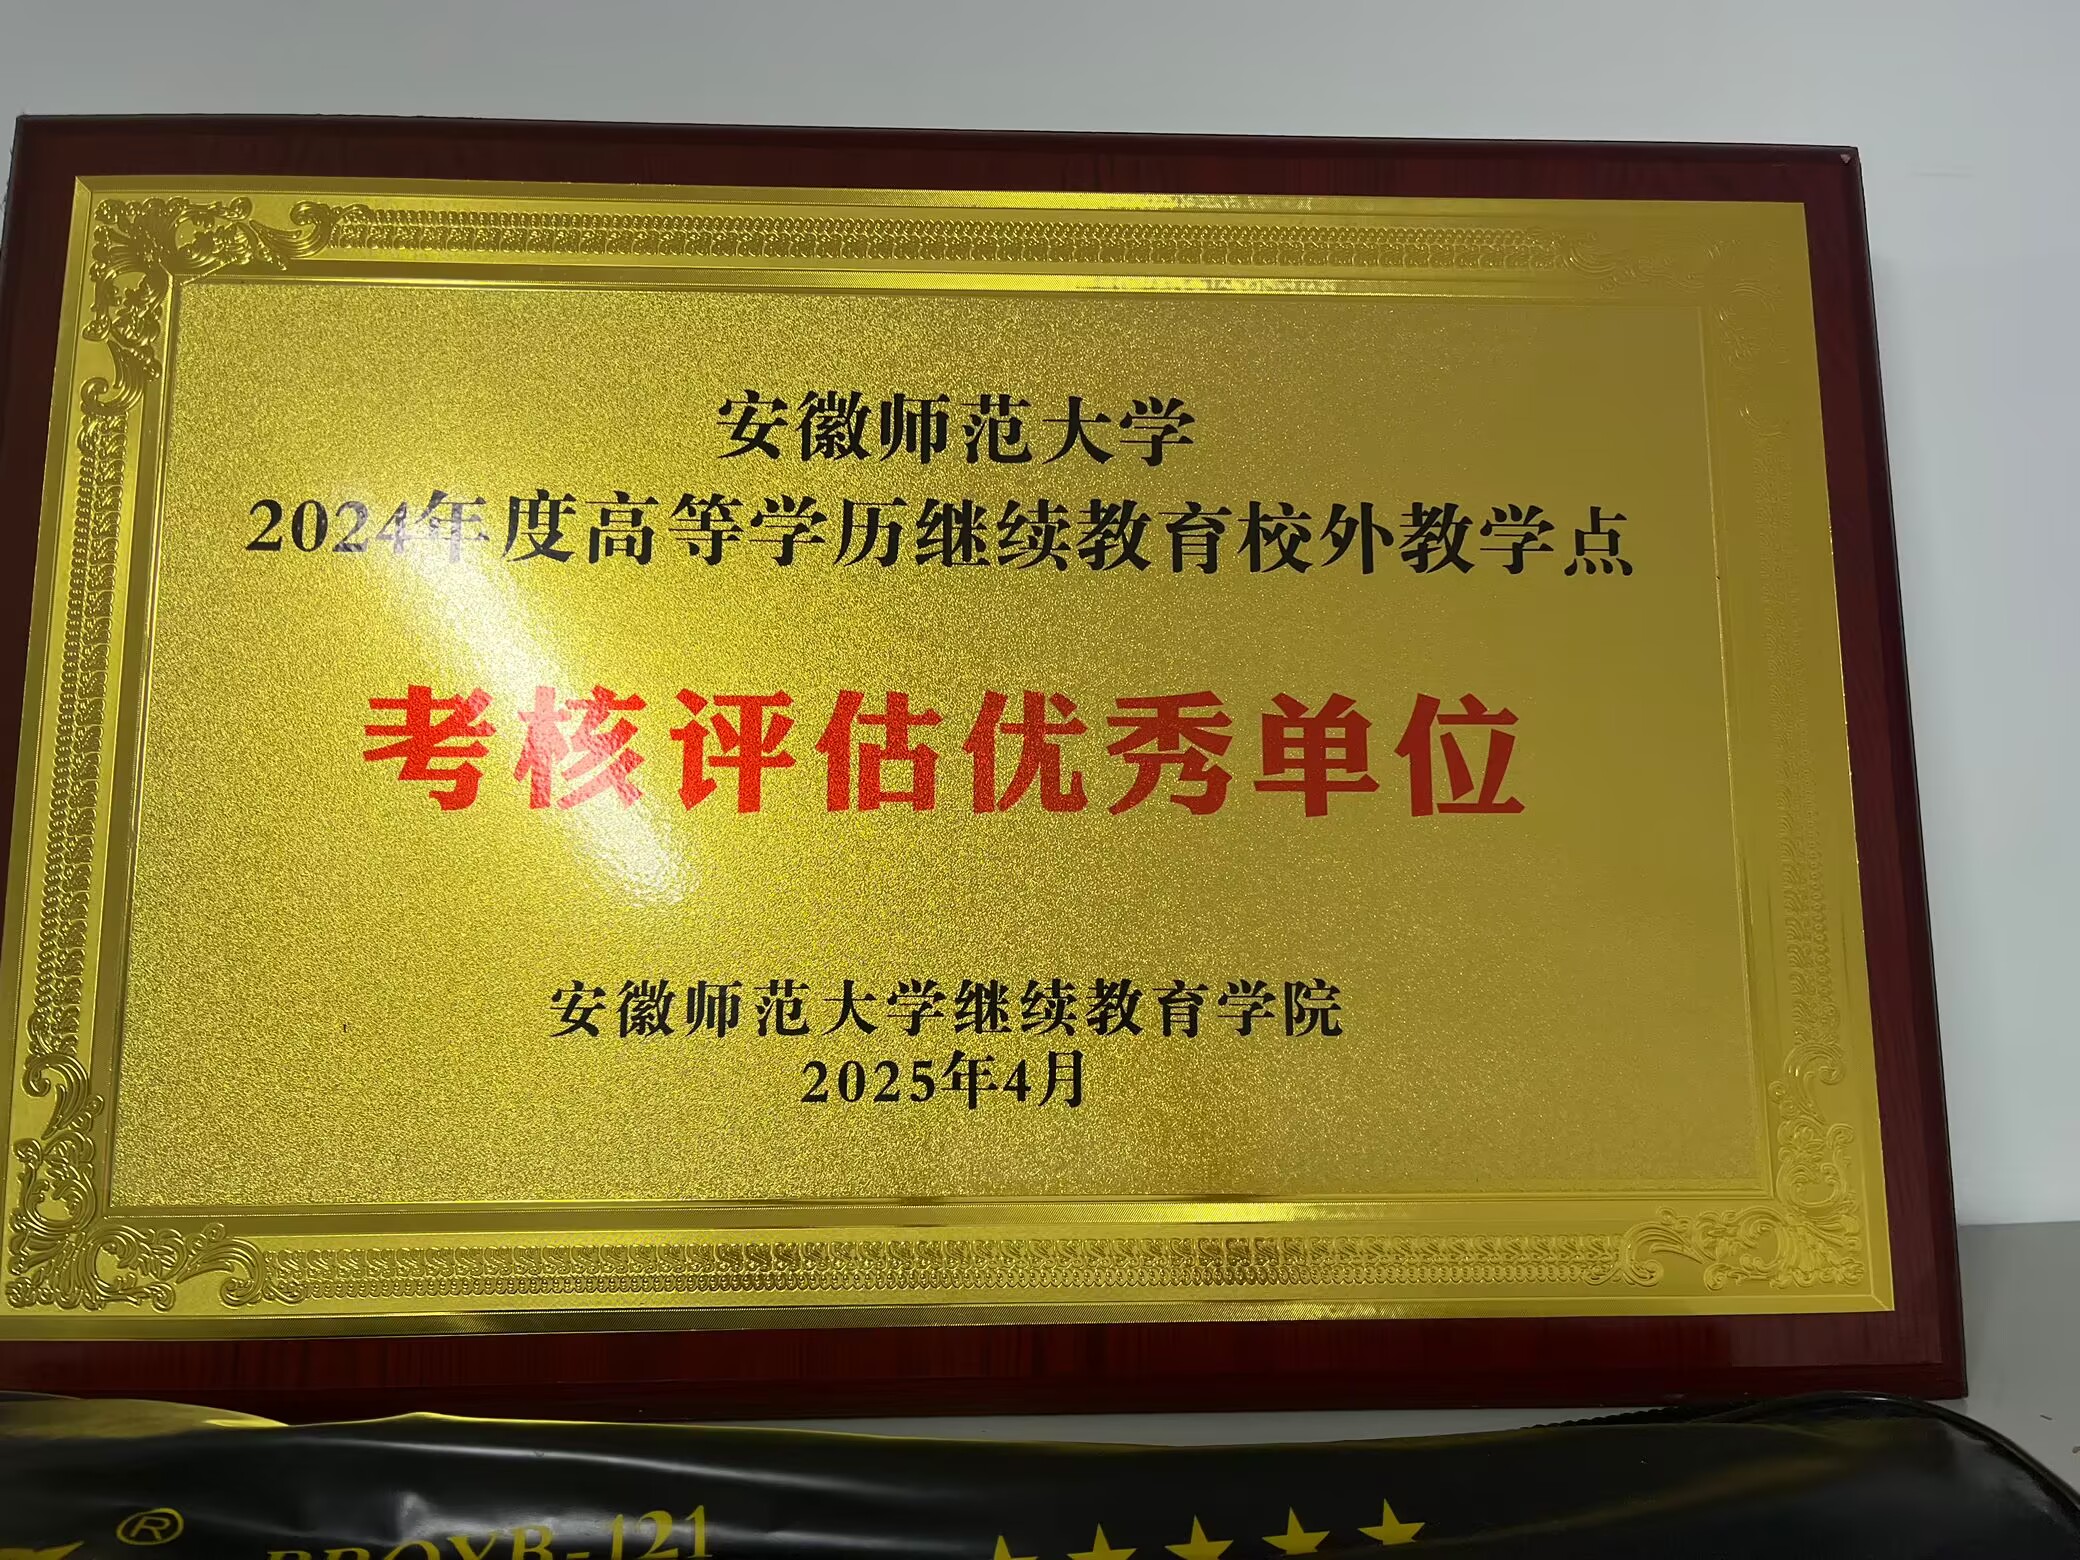 安徽师范大学
2024年度高等学历继续教育校外教学点
考核评估优秀单位
安徽师范大学继续教育学院
2025年4月
®